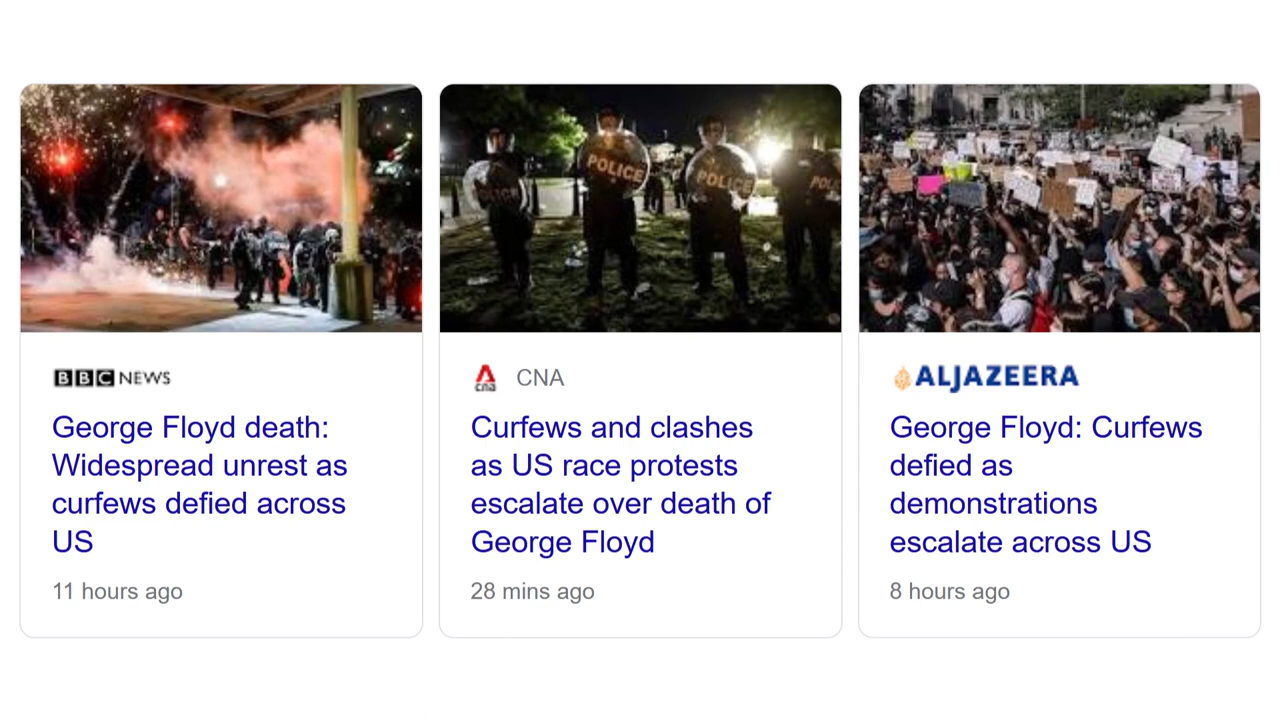 POLICE
POLICE
POLICE
BBC NEWS
George Floyd death:
Widespread unrest as
curfews defied across
US
11 hours ago
cna CNA
Curfews and clashes
as US race protests
escalate over death of
George Floyd
28 mins ago
ALJAZEERA
George Floyd: Curfews
defied as
demonstrations
escalate across US
8 hours ago